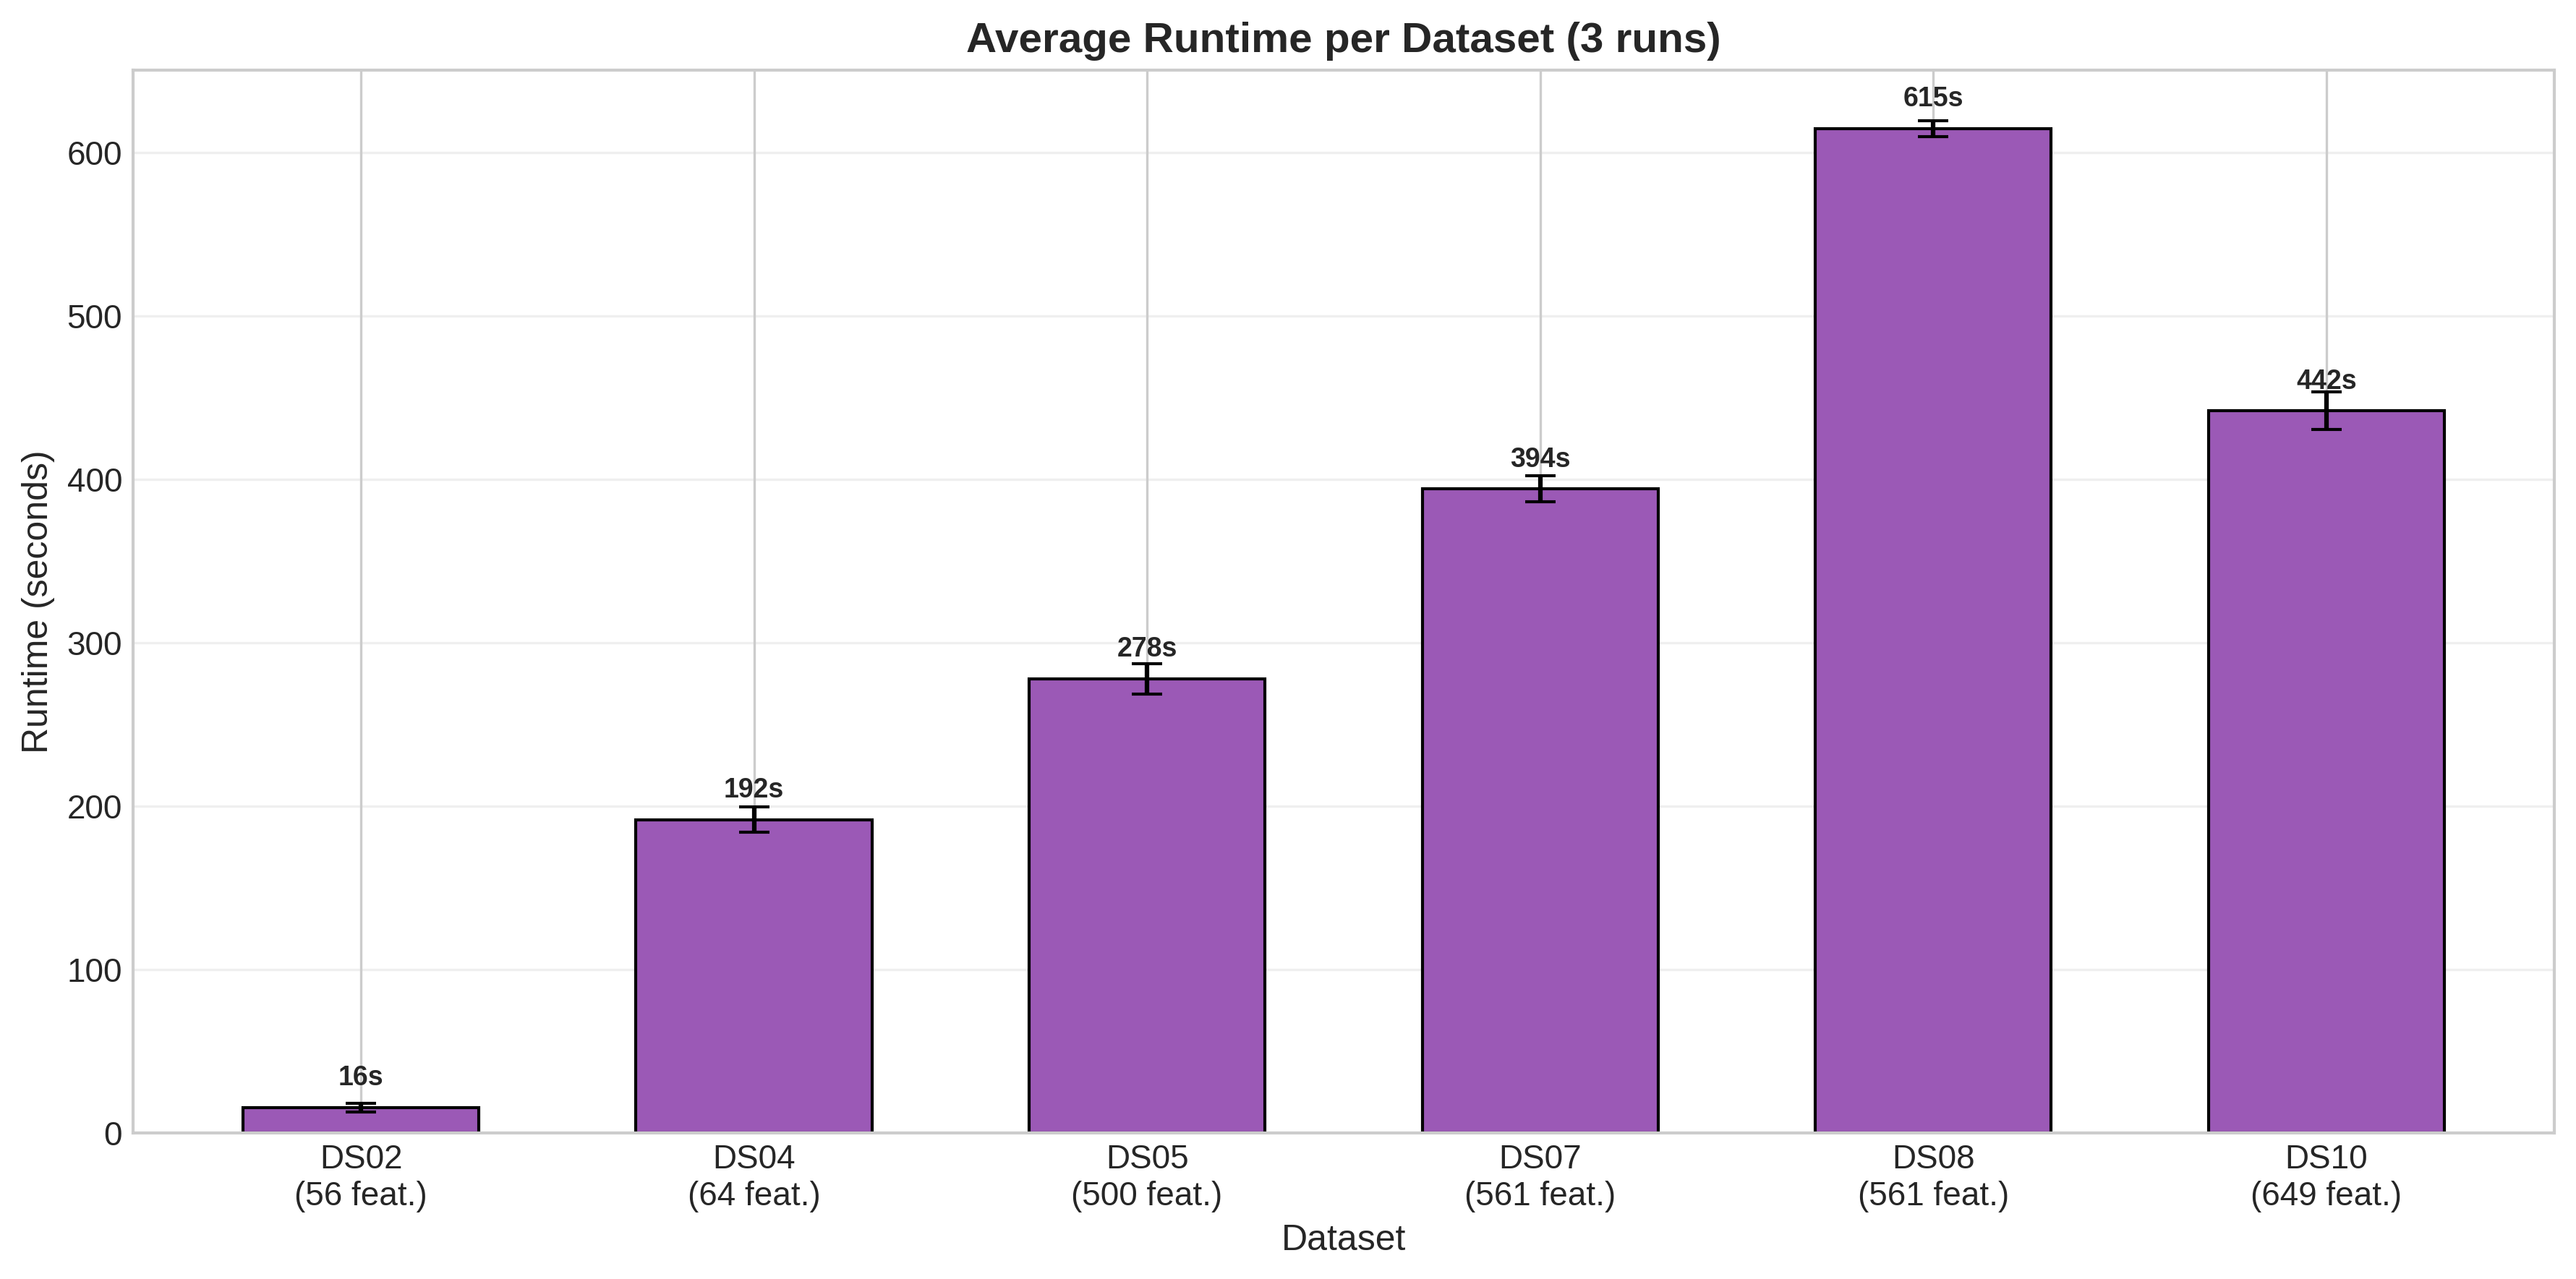 Average Runtime per Dataset (3 runs)
Runtime (seconds)
600
500
400
300
200
100
0
16s
192s
278s
394s
615s
442s
DS02
(56 feat.)
DS04
(64 feat.)
DS05
(500 feat.)
DS07
(561 feat.)
DS08
(561 feat.)
DS10
(649 feat.)
Dataset